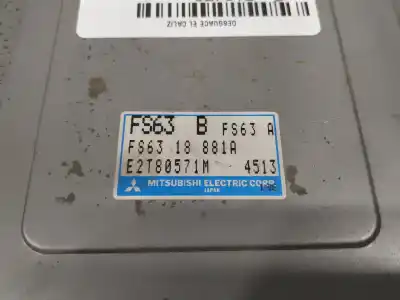 DESGUACE EL CALIZ
FS63 B FS63 A
FS63 18 881A
E2T80571M 4513
MITSUBISHI ELECTRIC CORP.
JAPAN